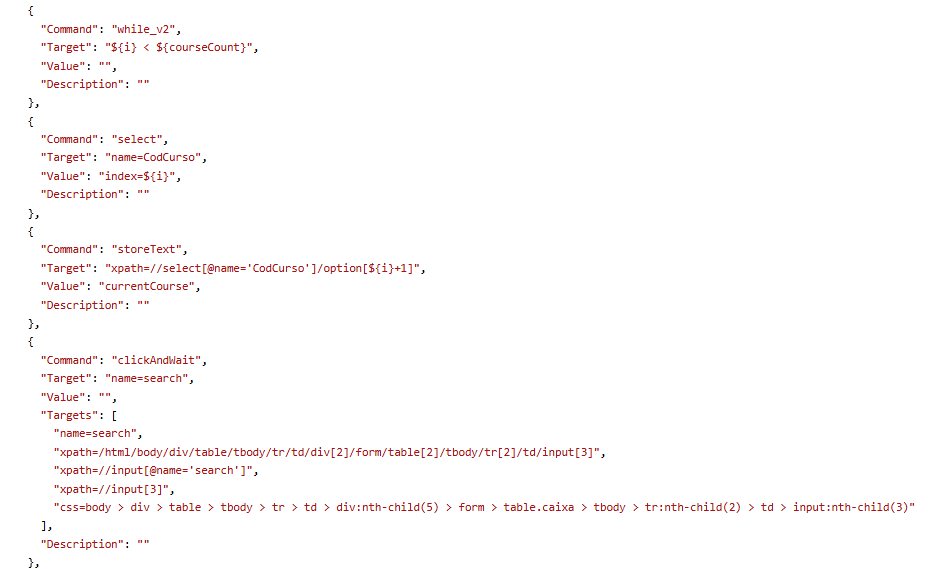 {
"Command": "while_v2",
"Target": "${i} < ${courseCount}",
"Value": "",
"Description": ""
},
{
"Command": "select",
"Target": "name=CodCurso",
"Value": "index=${i}",
"Description": ""
},
{
"Command": "storeText",
"Target": "xpath=//select[@name='CodCurso']/option[${i}+1]",
"Value": "currentCourse",
"Description": ""
},
{
"Command": "clickAndWait",
"Target": "name=search",
"Value": "",
"Targets": [
"name=search",
"xpath=/html/body/div/table/tbody/tr/td/div[2]/form/table[2]/tbody/tr[2]/td/input[3]",
"xpath=//input[@name='search']",
"xpath=//input[3]",
"css=body > div > table > tbody > tr > td > div:nth-child(5) > form > table.caixa > tbody > tr:nth-child(2) > td > input:nth-child(3)"
],
"Description": ""
},